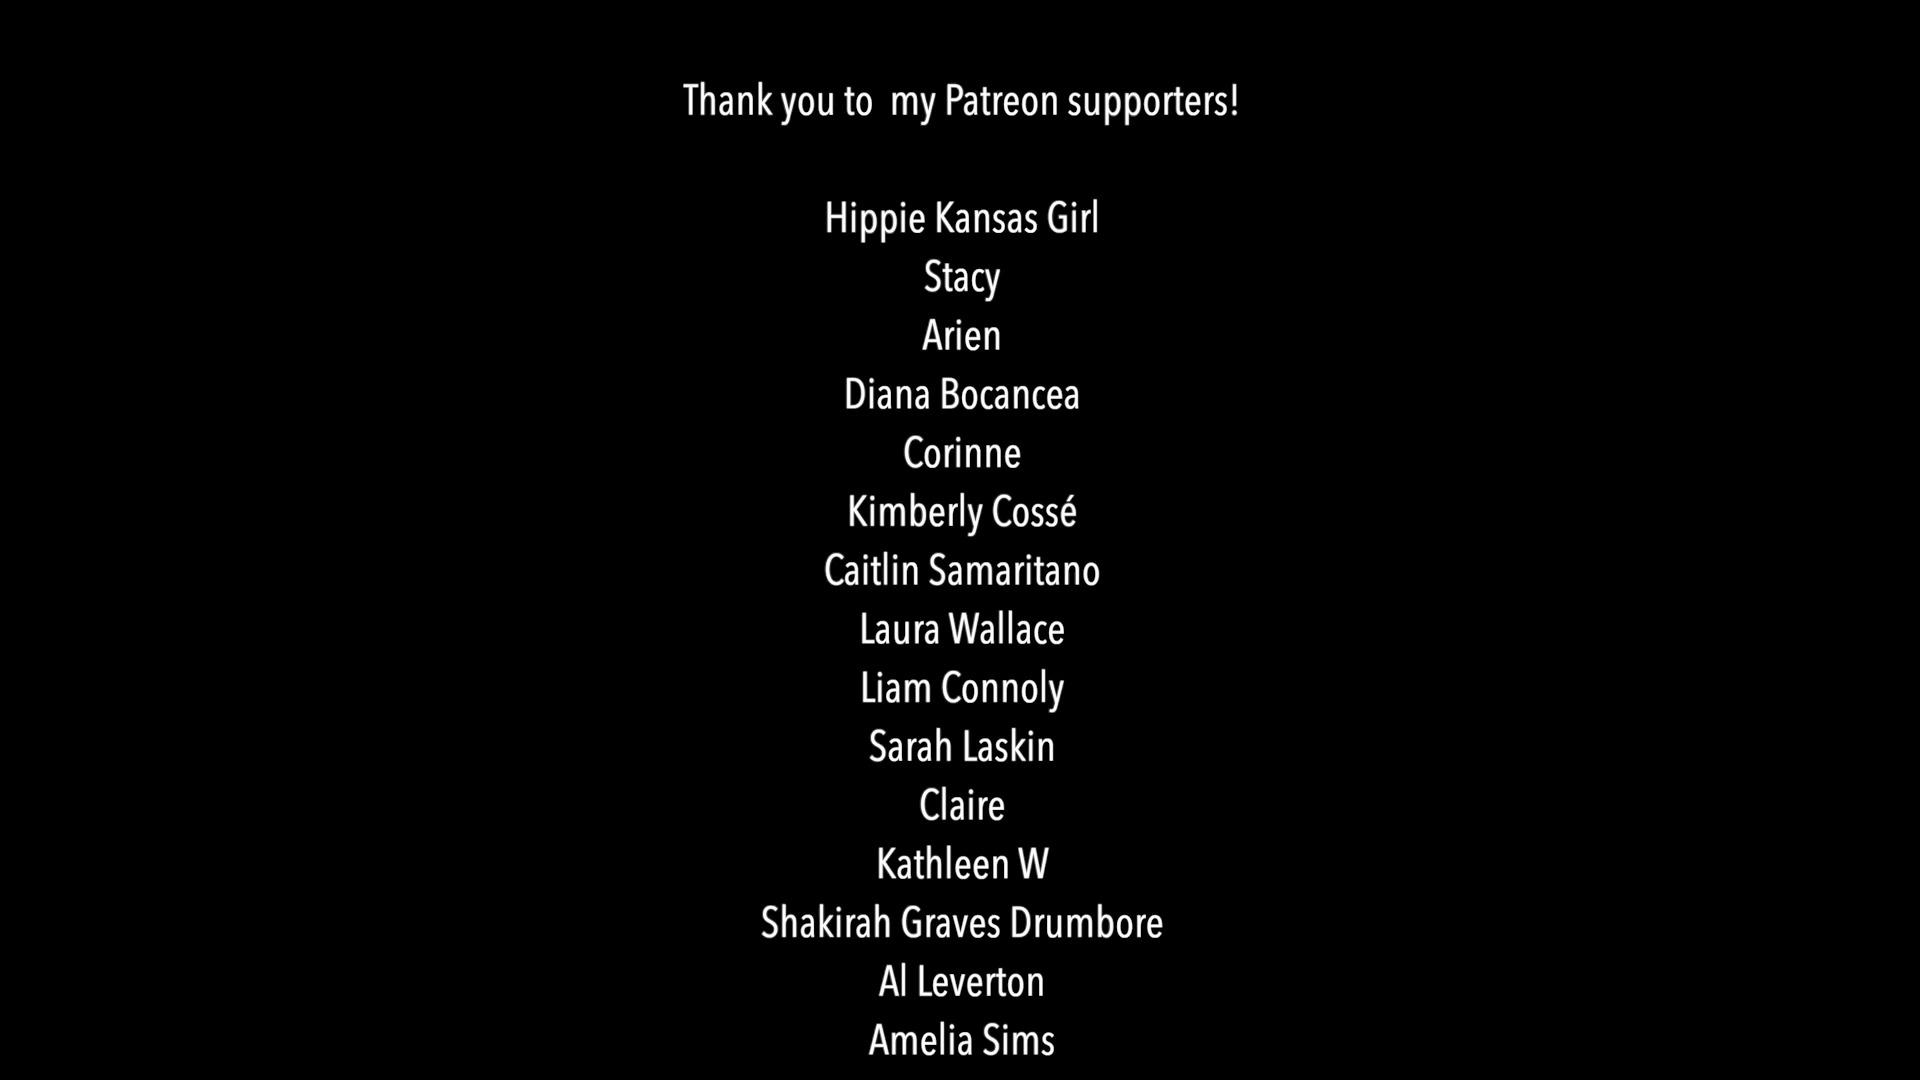 Thank you to  my Patreon supporters!
Hippie Kansas Girl
Stacy
Arien
Diana Bocancea
Corinne
Kimberly Cossé
Caitlin Samaritano
Laura Wallace
Liam Connoly
Sarah Laskin
Claire
Kathleen W
Shakirah Graves Drumbore
Al Leverton
Amelia Sims